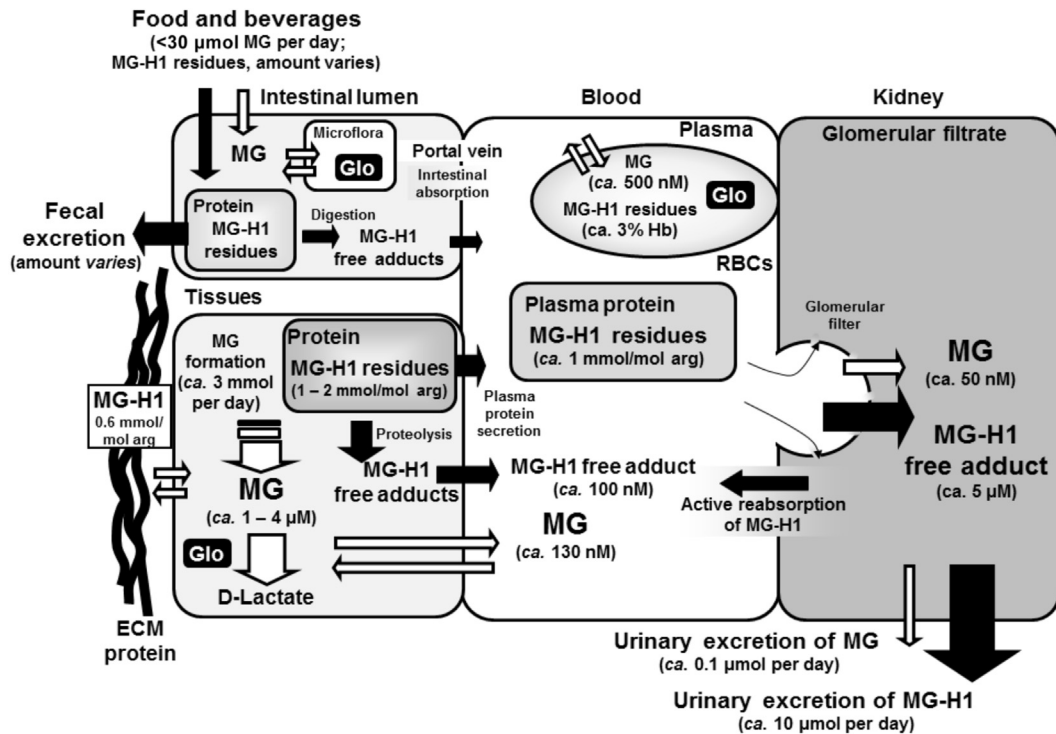 Food and beverages
(<30 μmol MG per day;
MG-H1 residues, amount varies)
Intestinal lumen
MG
Microflora
Glo
Portal vein
Inrtestinal
absorption
Protein
MG-H1
residues
Digestion
MG-H1
free adducts
Fecal
excretion
(amount varies)
Blood
Plasma
MG
(ca. 500 nM)
Glo
MG-H1 residues
(ca. 3% Hb)
RBCs
Kidney
Glomerular filtrate
Tissues
MG
formation
(ca. 3 mmol
per day)
Protein
MG-H1 residues
(1 – 2 mmol/mol arg)
Plasma
protein
secretion
Proteolysis
MG-H1
free adducts
MG
(ca. 1 – 4 μM)
Glo
D-Lactate
MG-H1
0.6 mmol/
mol arg
ECM
protein
Plasma protein
MG-H1 residues
(ca. 1 mmol/mol arg)
MG-H1 free adduct
(ca. 100 nM)
MG
(ca. 130 nM)
Glomerular
filter
MG
(ca. 50 nM)
MG-H1
free adduct
(ca. 5 μM)
Active reabsorption
of MG-H1
Urinary excretion of MG
(ca. 0.1 μmol per day)
Urinary excretion of MG-H1
(ca. 10 μmol per day)